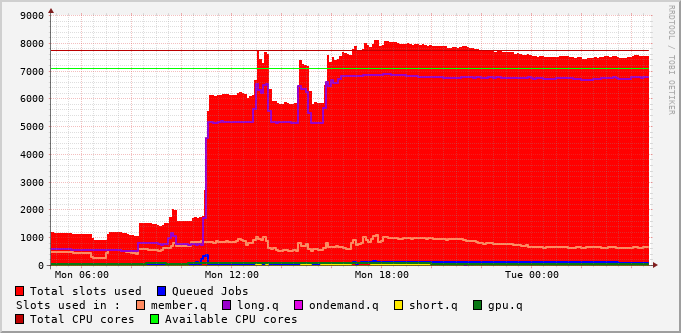 9000
8000
7000
6000
5000
4000
3000
2000
1000
0
Mon 06:00 Mon 12:00 Mon 18:00 Tue 00:00
RRDTOOL / TOBI OETIKER
Total slots used Queued Jobs
Slots used in : member.q long.q ondemand.q short.q gpu.q
Total CPU cores Available CPU cores